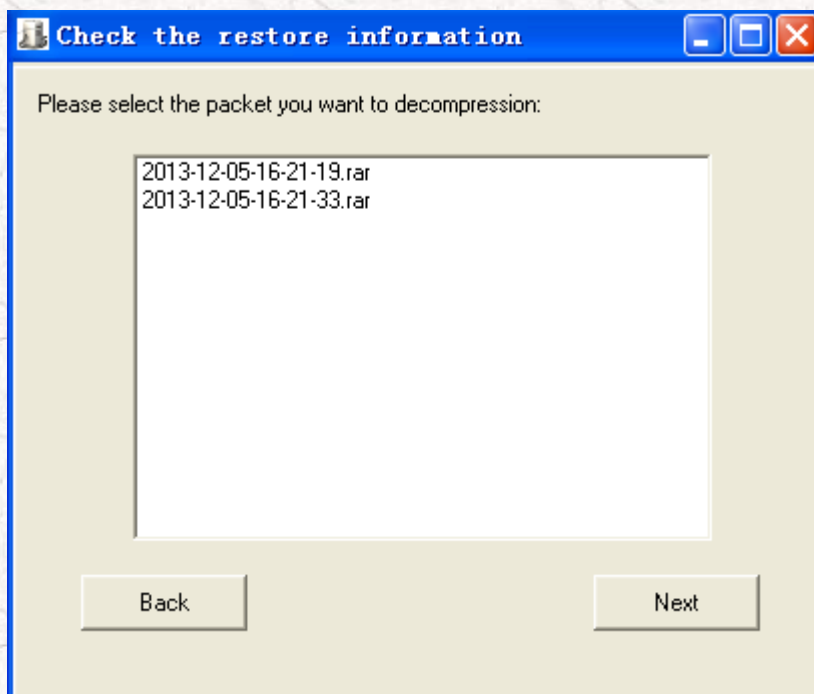 Check the restore information
Please select the packet you want to decompression:
2013-12-05-16-21-19.rar
2013-12-05-16-21-33.rar
Back
Next